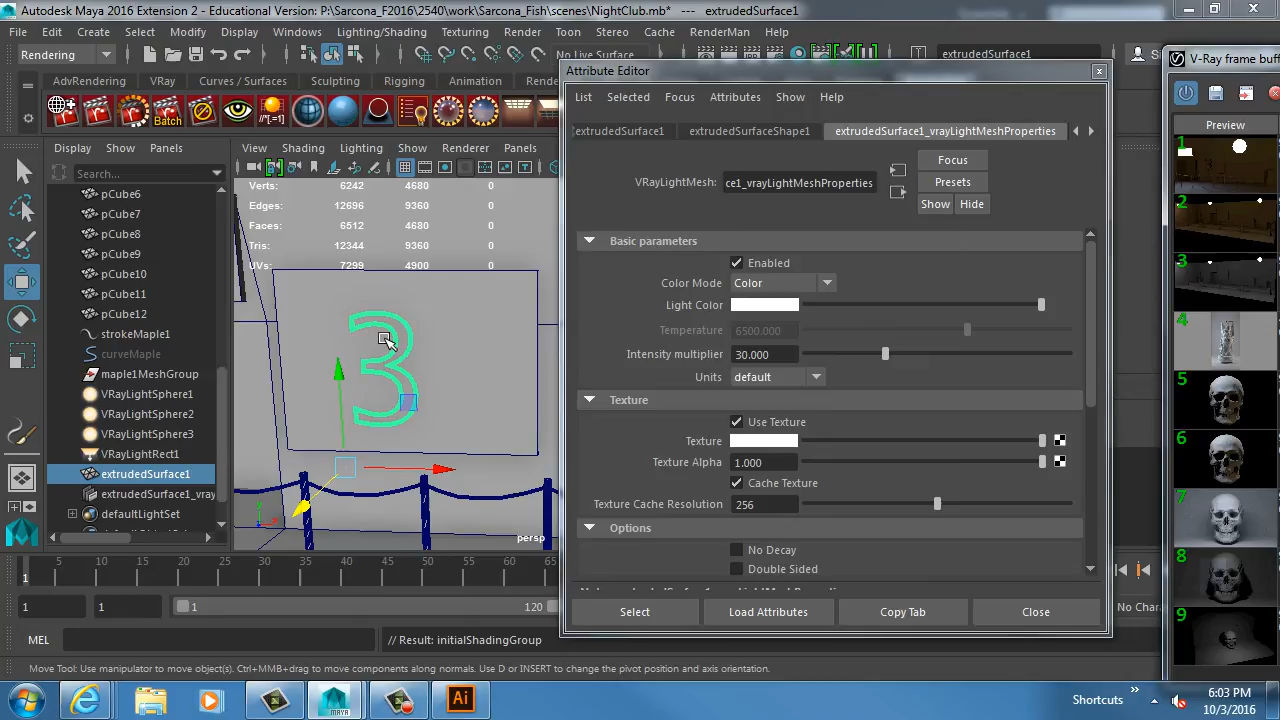 Autodesk Maya 2016 Extension 2 - Educational Version: P:\Sarcona_F2016\2540\work\Sarcona_Fish\scenes\NightClub.mb* --- extrudedSurface1
File Edit Create Select Modify Display Windows Lighting/Shading Texturing Render Toon Stereo Cache RenderMan Help
Rendering
No Live Surface
extrudedSurface1
AdvRendering VRay Curves / Surfaces Sculpting Rigging Animation
Batch
//[.=]
Display Show Panels
View Shading Lighting Show Renderer Panels
Search...
pCube6
pCube7
pCube8
pCube9
pCube10
pCube11
pCube12
strokeMaple1
curveMaple
maple1MeshGroup
VRayLightSphere1
VRayLightSphere2
VRayLightSphere3
VRayLightRect1
extrudedSurface1
extrudedSurface1_vray
defaultLightSet
Verts: 6242 4680 0
Edges: 12696 9360 0
Faces: 6512 4680 0
Tris: 12344 9360 0
UVs: 7299 4900 0
3
persp
Attribute Editor
List Selected Focus Attributes Show Help
extrudedSurface1 extrudedSurfaceShape1 extrudedSurface1_vrayLightMeshProperties
VRayLightMesh: ce1_vrayLightMeshProperties
Focus
Presets
Show Hide
Basic parameters
Enabled
Color Mode Color
Light Color
Temperature 6500.000
Intensity multiplier 30.000
Units default
Texture
Use Texture
Texture
Texture Alpha 1.000
Cache Texture
Texture Cache Resolution 256
Options
No Decay
Double Sided
Select Load Attributes Copy Tab Close
V-Ray frame buff
Preview
1
2
3
4
5
6
7
8
9
5 10 15 20 25 30 35 40 45 50 55 60 65
1
1 1 1 120
No Char
MEL // Result: initialShadingGroup
Move Tool: Use manipulator to move object(s). Ctrl+MMB+drag to move components along normals. Use D or INSERT to change the pivot position and axis orientation.
MAYA
Ai
Shortcuts
6:03 PM
10/3/2016